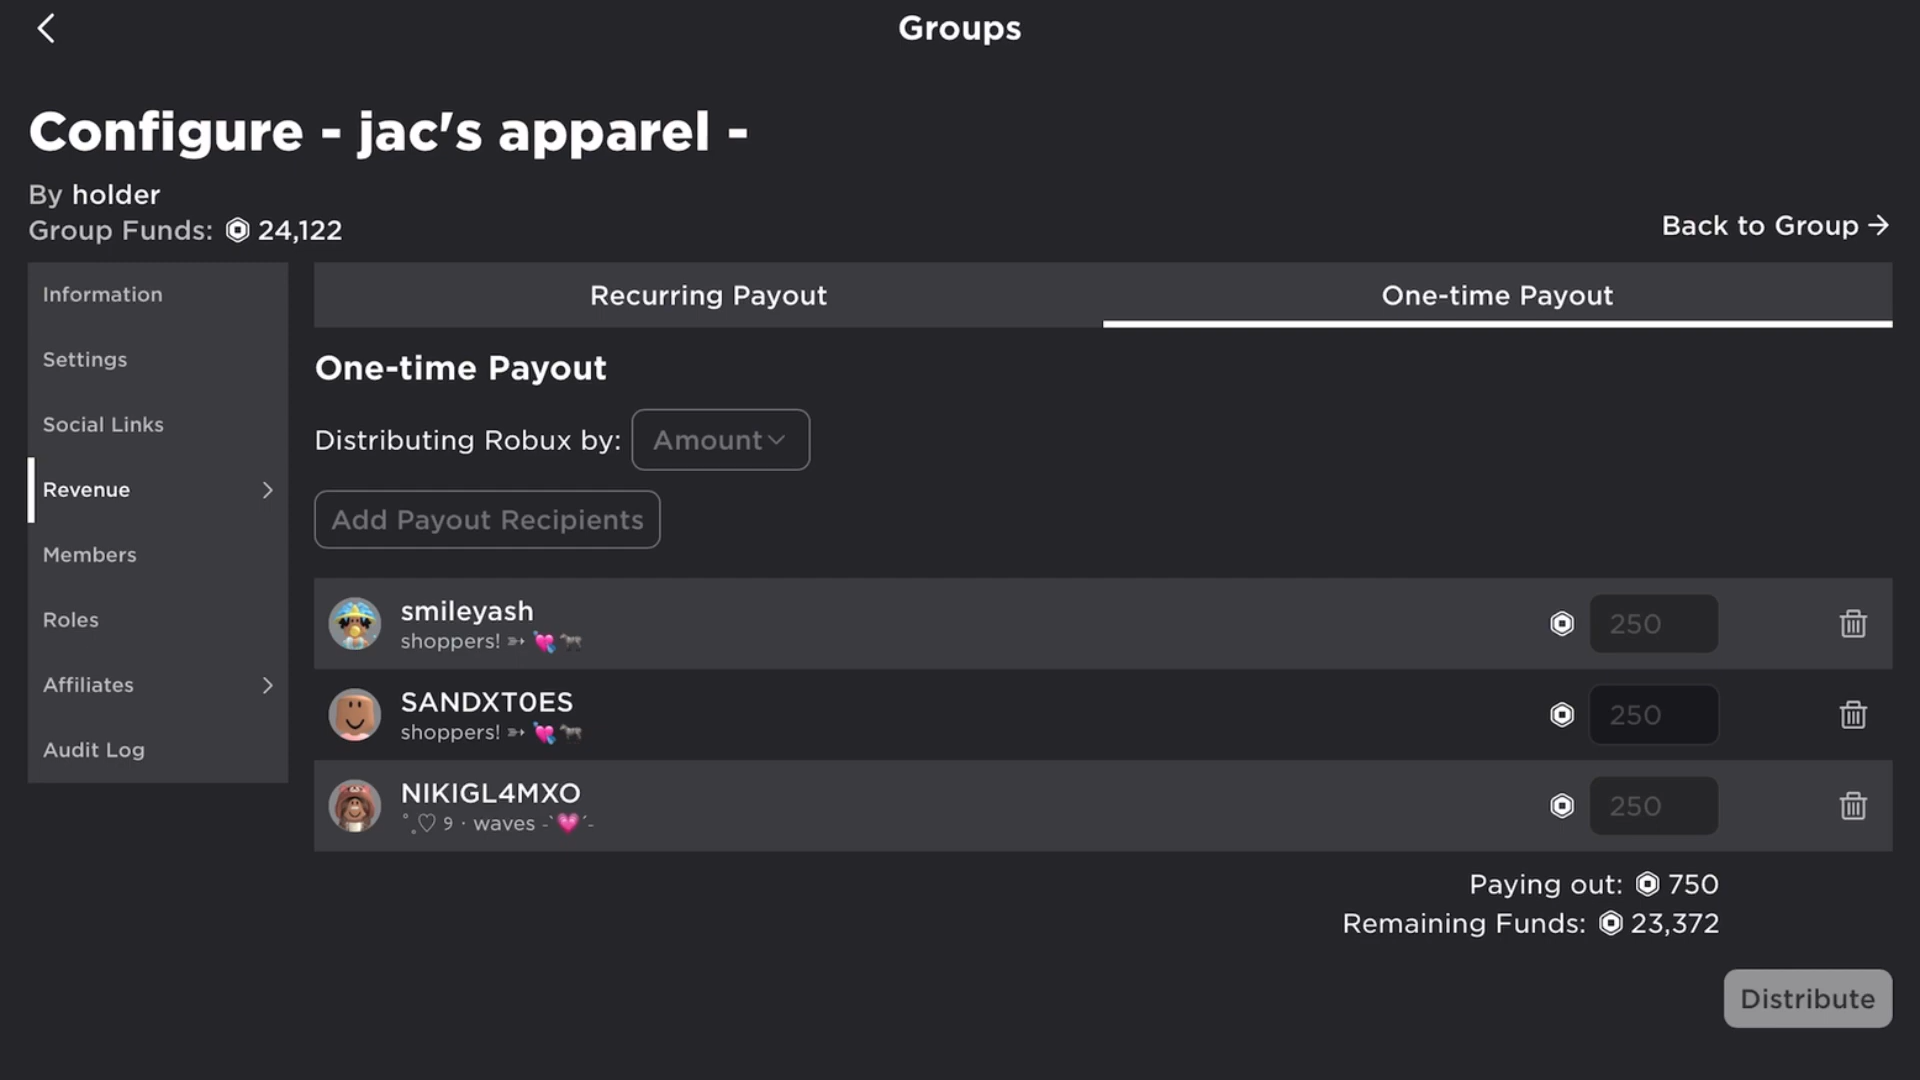 Groups
Configure - jac's apparel -
By holder
Group Funds: 24,122
Back to Group →
Information
Settings
Social Links
Revenue
Members
Roles
Affiliates
Audit Log
Recurring Payout
One-time Payout
One-time Payout
Distributing Robux by: Amount
Add Payout Recipients
smileyash
shoppers! ➳ 💘 🐎
250
SANDXT0ES
shoppers! ➳ 💘 🐎
250
NIKIGL4MXO
˚˳♡ 9 · waves -`💗´-
250
Paying out: 750
Remaining Funds: 23,372
Distribute